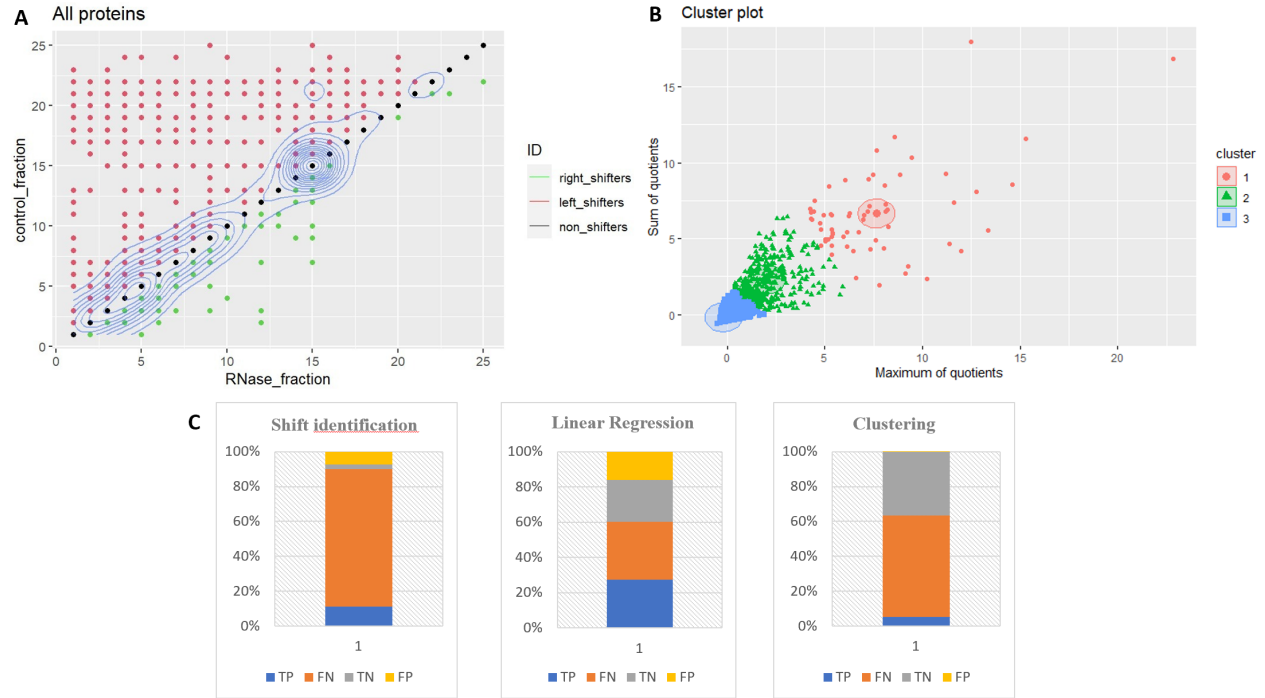 A
All proteins
25
20
15
10
5
0
control_fraction
0 5 10 15 20 25
RNase_fraction
ID
right_shifters
left_shifters
non_shifters
B
Cluster plot
15
10
5
0
Sum of quotients
0 5 10 15 20
Maximum of quotients
cluster
1
2
3
C
Shift identification
100%
80%
60%
40%
20%
0%
1
TP FN TN FP
Linear Regression
100%
80%
60%
40%
20%
0%
1
TP FN TN FP
Clustering
100%
80%
60%
40%
20%
0%
1
TP FN TN FP